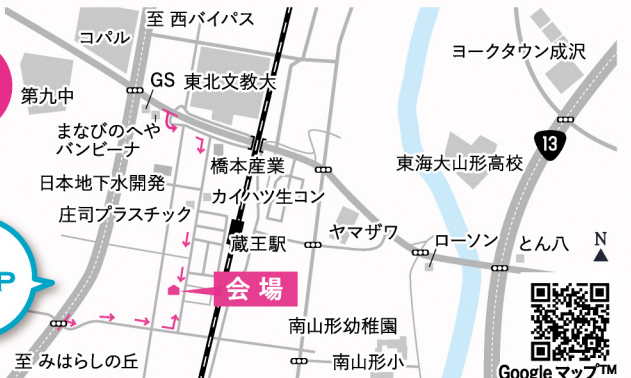 至 西バイパス
コパル
ヨークタウン成沢
GS 東北文教大
第九中
13
まなびのへや
バンビーナ
橋本産業
東海大山形高校
日本地下水開発
カイハツ生コン
庄司プラスチック
ヤマザワ
蔵王駅
ローソン
とん八
N
P
会場
南山形幼稚園
至 みはらしの丘
南山形小
Google マップ™